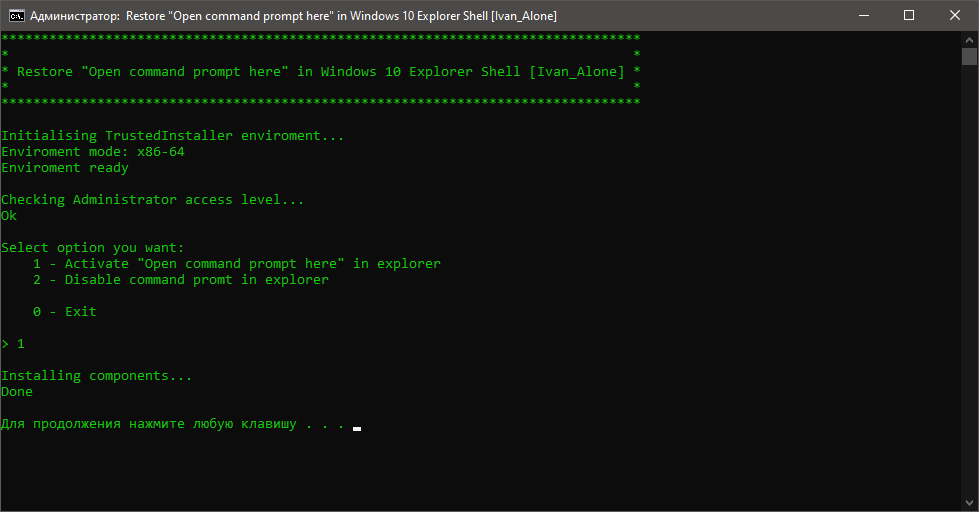 Администратор: Restore "Open command prompt here" in Windows 10 Explorer Shell [Ivan_Alone]
********************************************************************************
* *
* Restore "Open command prompt here" in Windows 10 Explorer Shell [Ivan_Alone] *
* *
********************************************************************************
Initialising TrustedInstaller enviroment...
Enviroment mode: x86-64
Enviroment ready
Checking Administrator access level...
Ok
Select option you want:
1 - Activate "Open command prompt here" in explorer
2 - Disable command promt in explorer
0 - Exit
> 1
Installing components...
Done
Для продолжения нажмите любую клавишу . . .